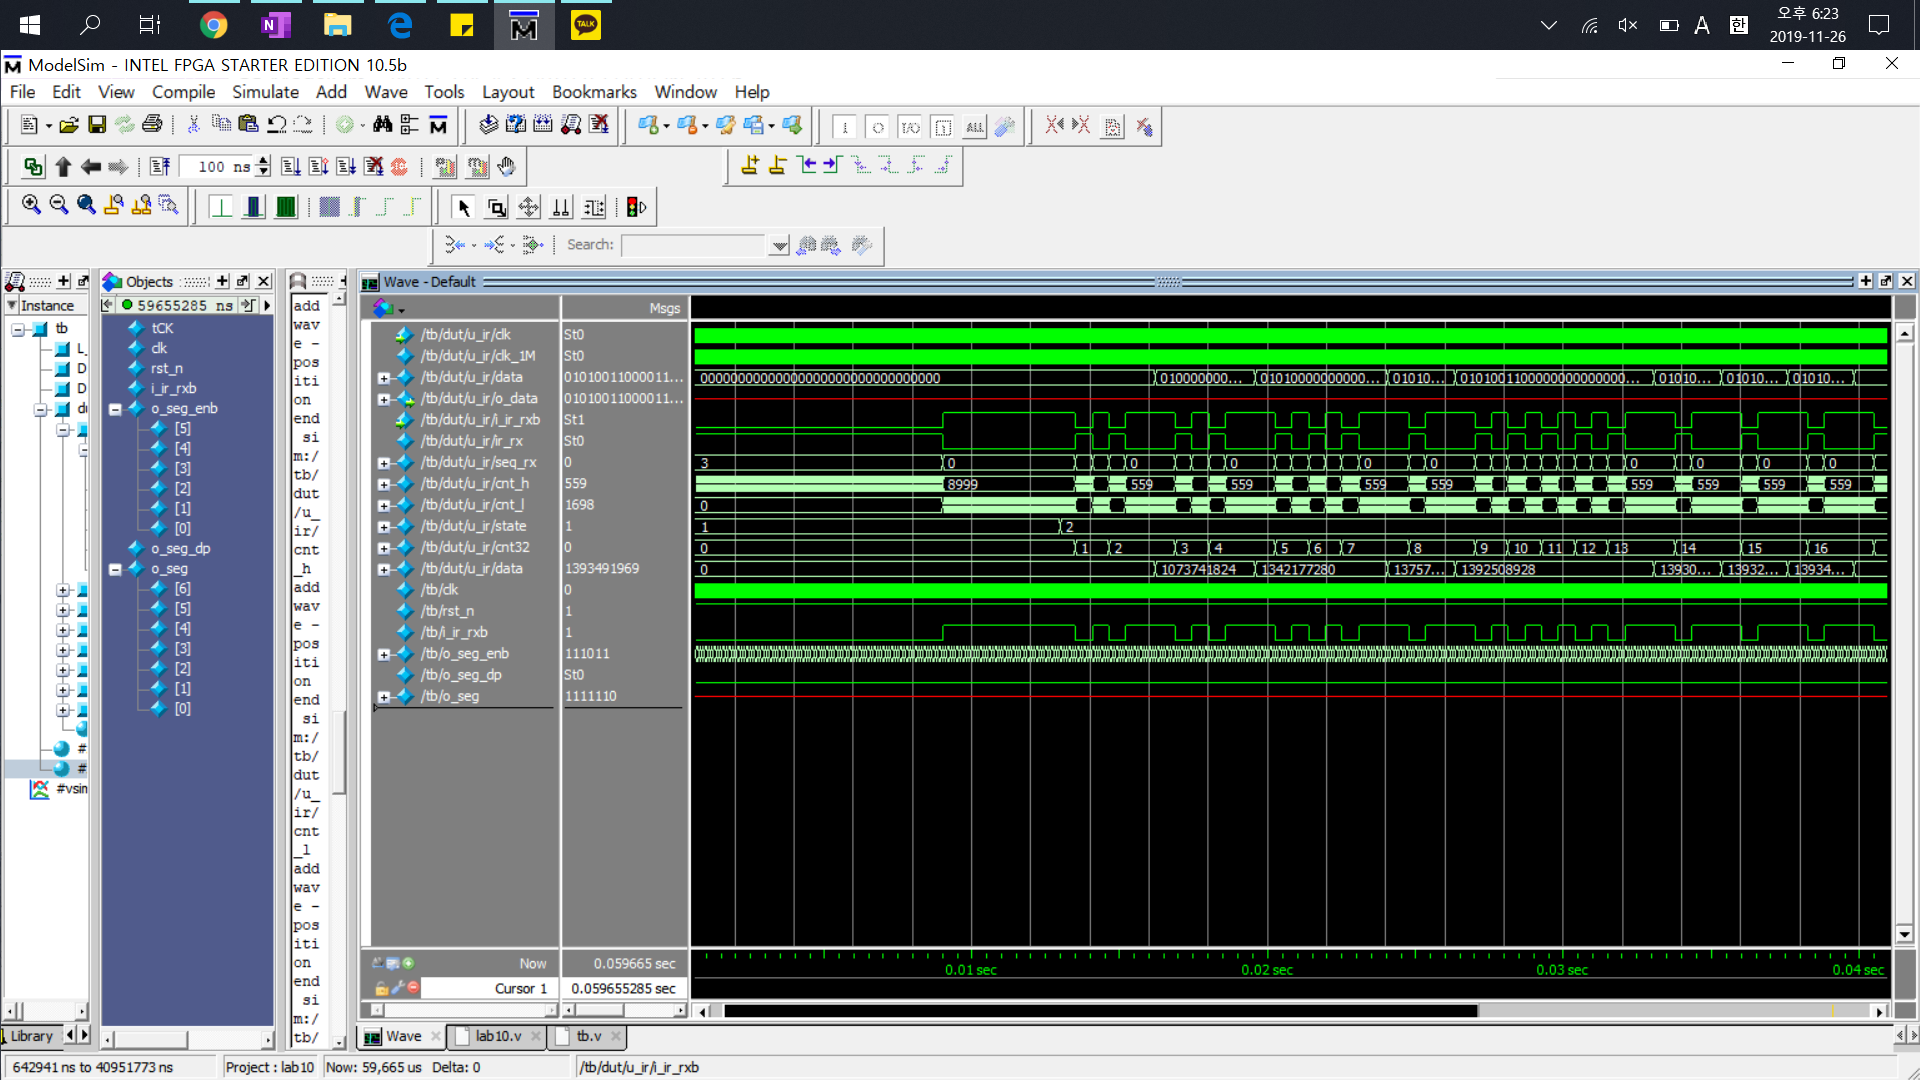 오후 6:23
2019-11-26
TALK
A 한
ModelSim - INTEL FPGA STARTER EDITION 10.5b
File Edit View Compile Simulate Add Wave Tools Layout Bookmarks Window Help
100 ns
Search:
Objects
Wave - Default
Instance
59655285 ns
Msgs
tb
tCK
clk
rst_n
i_ir_rxb
o_seg_enb
[5]
[4]
[3]
[2]
[1]
[0]
o_seg_dp
o_seg
[6]
[5]
[4]
[3]
[2]
[1]
[0]
#vsin
add
wav
e -
pos
iti
on
end
si
m:/
tb/
dut
/u_
ir/
cnt
_h
add
wav
e -
pos
iti
on
end
si
m:/
tb/
dut
/u_
ir/
cnt
_l
add
wav
e -
pos
iti
on
end
si
m:/
tb/
/tb/dut/u_ir/clk St0
/tb/dut/u_ir/clk_1M St0
/tb/dut/u_ir/data 01010011000011... 00000000000000000000000000000000 010000000... 01010000000000... 01010... 0101001100000000000000... 01010... 01010... 01010...
/tb/dut/u_ir/o_data 01010011000011...
/tb/dut/u_ir/i_ir_rxb St1
/tb/dut/u_ir/ir_rx St0
/tb/dut/u_ir/seq_rx 0 3 0 0 0 0 0 0 0 0 0
/tb/dut/u_ir/cnt_h 559 8999 559 559 559 559 559 559 559 559
/tb/dut/u_ir/cnt_l 1698 0
/tb/dut/u_ir/state 1 1 2
/tb/dut/u_ir/cnt32 0 0 1 2 3 4 5 6 7 8 9 10 11 12 13 14 15 16
/tb/dut/u_ir/data 1393491969 0 1073741824 1342177280 13757... 1392508928 13930... 13932... 13934...
/tb/clk 0
/tb/rst_n 1
/tb/i_ir_rxb 1
/tb/o_seg_enb 111011
/tb/o_seg_dp St0
/tb/o_seg 1111110
Now 0.059665 sec
0.01 sec 0.02 sec 0.03 sec 0.04 sec
Cursor 1 0.059655285 sec
Library
Wave lab10.v tb.v
642941 ns to 40951773 ns Project : lab10 Now: 59,665 us Delta: 0 /tb/dut/u_ir/i_ir_rxb